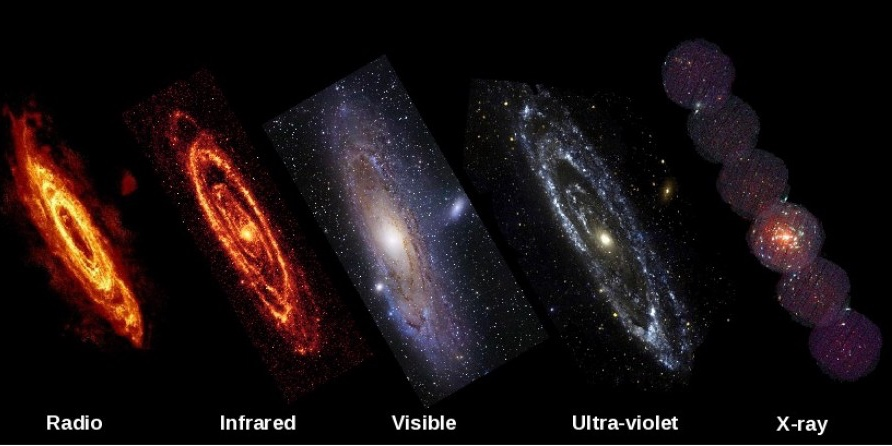 Radio
Infrared
Visible
Ultra-violet
X-ray